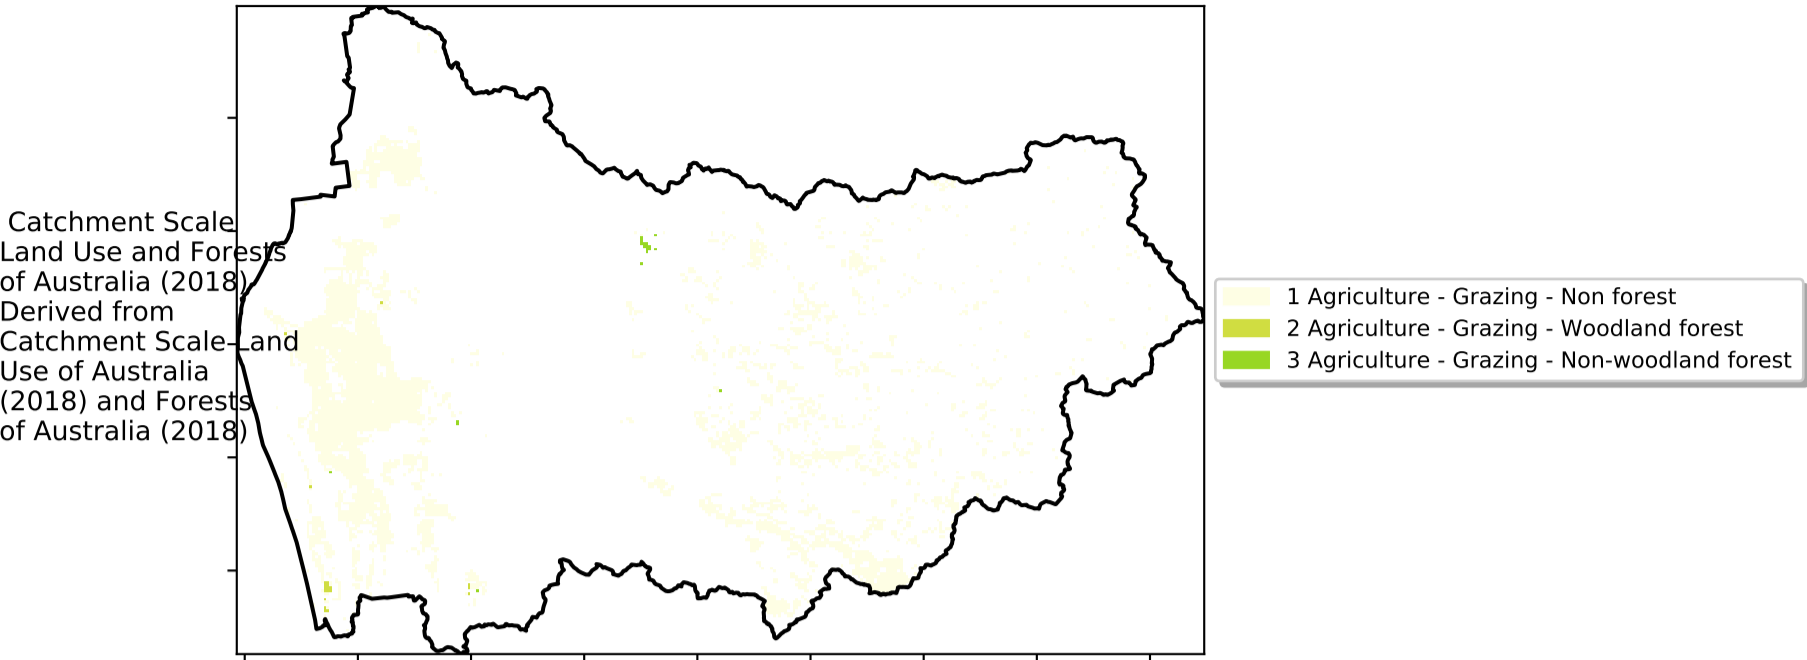 Catchment Scale
Land Use and Forests
of Australia (2018)
Derived from
Catchment Scale Land
Use of Australia
(2018) and Forests
of Australia (2018)
1 Agriculture - Grazing - Non forest
2 Agriculture - Grazing - Woodland forest
3 Agriculture - Grazing - Non-woodland forest